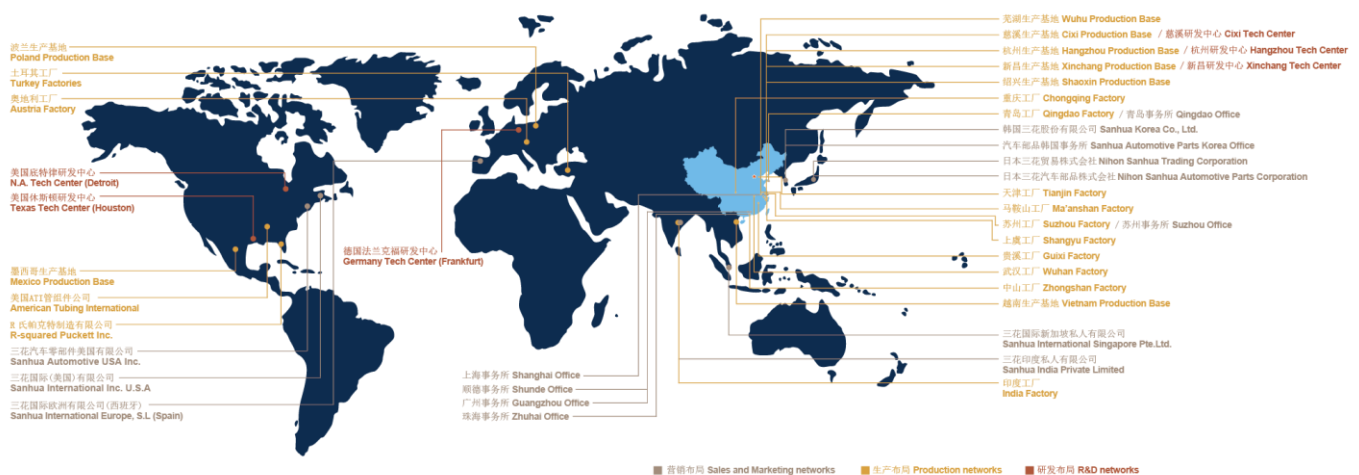 波兰生产基地
Poland Production Base
土耳其工厂
Turkey Factories
奥地利工厂
Austria Factory
美国底特律研发中心
N.A. Tech Center (Detroit)
美国休斯顿研发中心
Texas Tech Center (Houston)
墨西哥生产基地
Mexico Production Base
美国ATI管部件公司
American Tubing International
R氏帕克特制造有限公司
R-squared Puckett Inc.
三花汽车零部件美国有限公司
Sanhua Automotive USA Inc.
三花国际(美国)有限公司
Sanhua International Inc. U.S.A
三花国际欧洲有限公司(西班牙)
Sanhua International Europe, S.L (Spain)
德国法兰克福研发中心
Germany Tech Center (Frankfurt)
上海事务所 Shanghai Office
顺德事务所 Shunde Office
广州事务所 Guangzhou Office
珠海事务所 Zhuhai Office
芜湖生产基地 Wuhu Production Base
慈溪生产基地 Cixi Production Base / 慈溪研发中心 Cixi Tech Center
杭州生产基地 Hangzhou Production Base / 杭州研发中心 Hangzhou Tech Center
新昌生产基地 Xinchang Production Base / 新昌研发中心 Xinchang Tech Center
绍兴生产基地 Shaoxin Production Base
重庆工厂 Chongqing Factory
青岛工厂 Qingdao Factory / 青岛事务所 Qingdao Office
韩国三花股份有限公司 Sanhua Korea Co., Ltd.
汽车部品韩国事务所 Sanhua Automotive Parts Korea Office
日本三花贸易株式会社 Nihon Sanhua Trading Corporation
日本三花汽车部品株式会社 Nihon Sanhua Automotive Parts Corporation
天津工厂 Tianjin Factory
马鞍山工厂 Ma'anshan Factory
苏州工厂 Suzhou Factory / 苏州事务所 Suzhou Office
上虞工厂 Shangyu Factory
贵溪工厂 Guixi Factory
武汉工厂 Wuhan Factory
中山工厂 Zhongshan Factory
越南生产基地 Vietnam Production Base
三花国际新加坡私人有限公司
Sanhua International Singapore Pte.Ltd.
三花印度私人有限公司
Sanhua India Private Limited
印度工厂
India Factory
营销布局 Sales and Marketing networks
生产布局 Production networks
研发布局 R&D networks